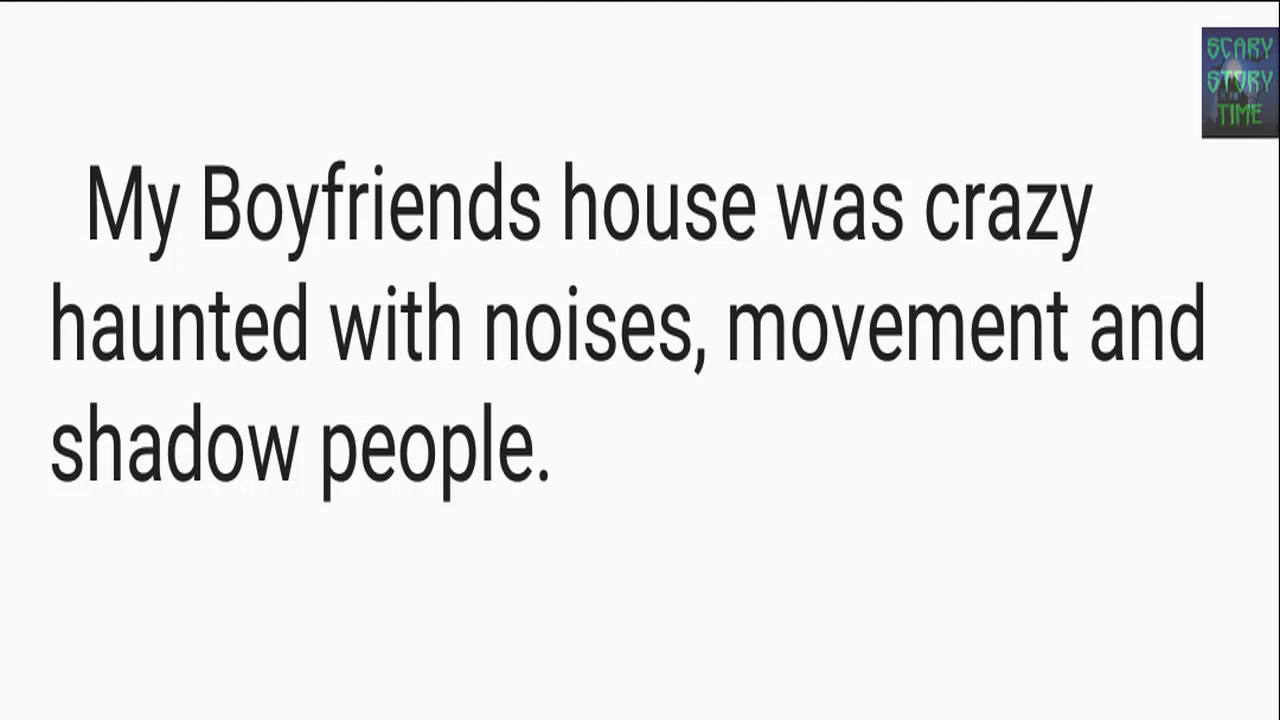 SCARY
STORY
TIME
My Boyfriends house was crazy
haunted with noises, movement and
shadow people.